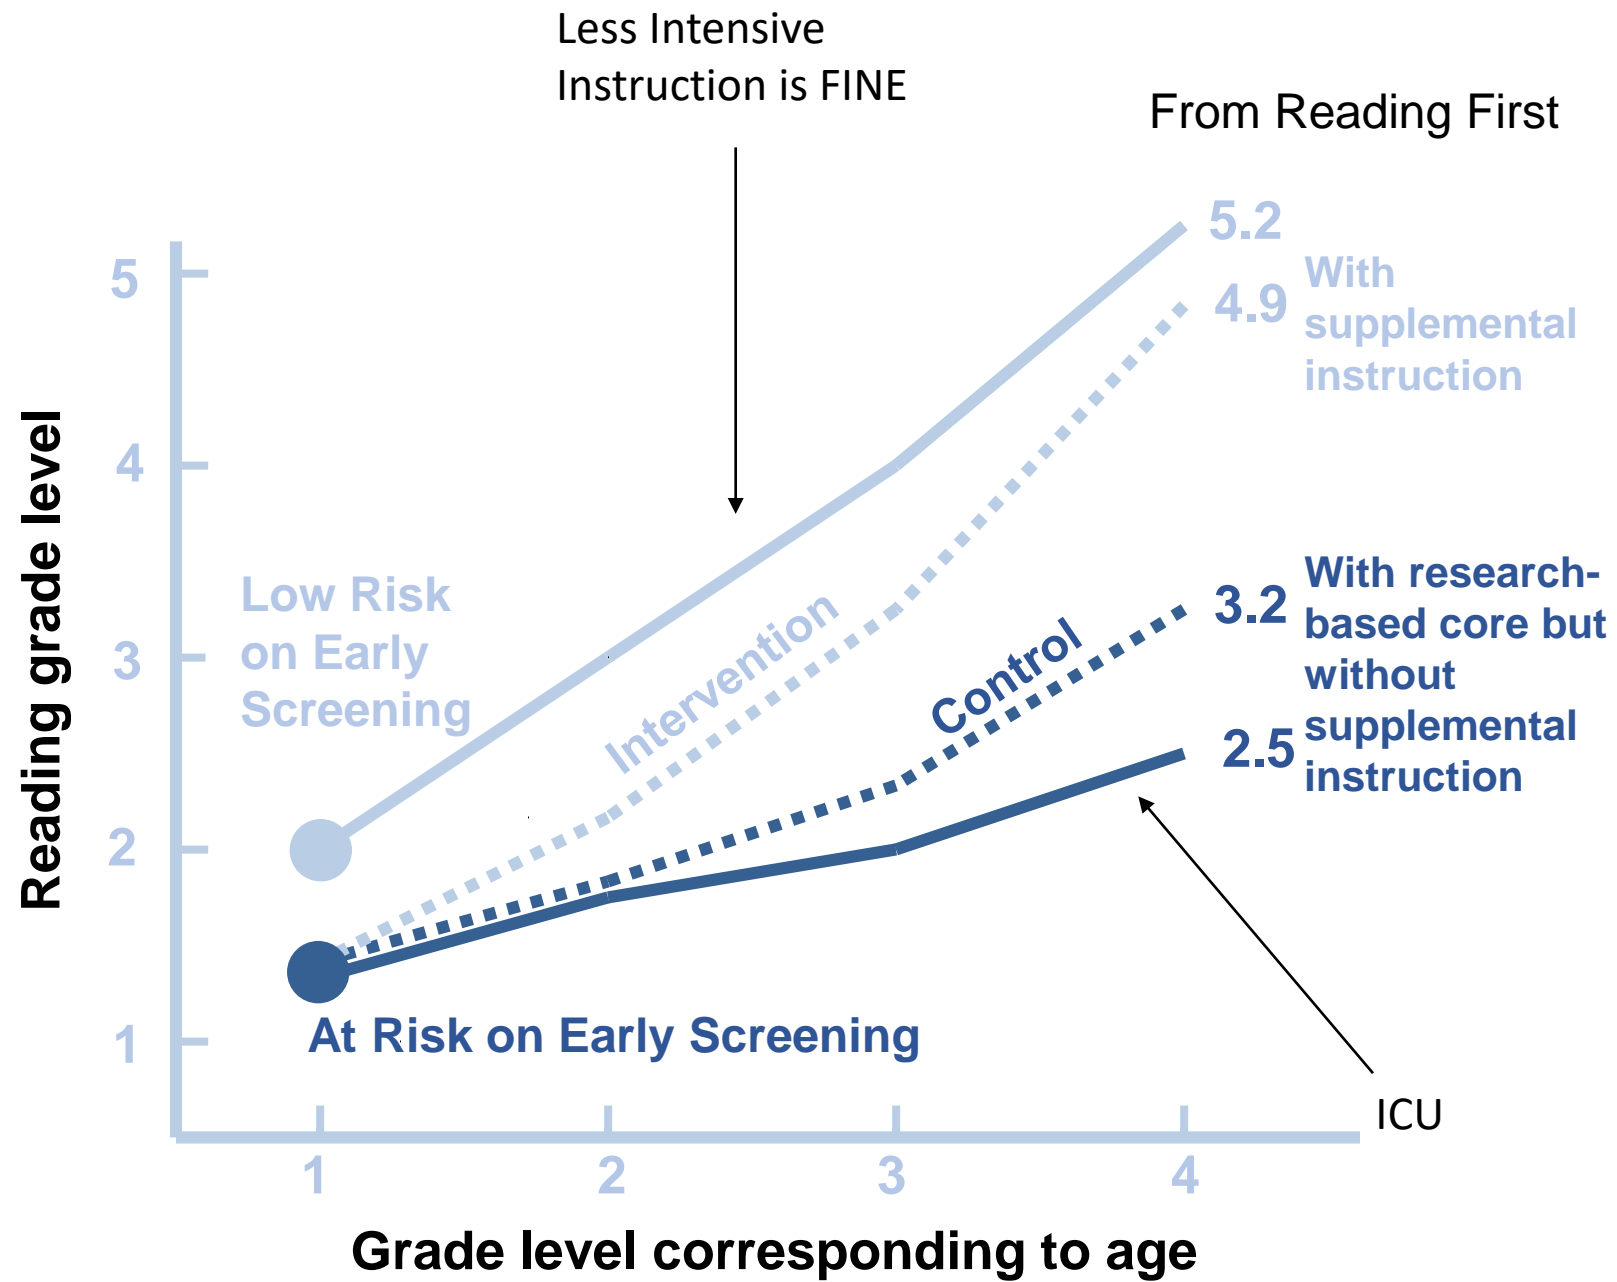 Less Intensive
Instruction is FINE
From Reading First
5.2
With
supplemental
instruction
4.9
5
4
3
2
1
Reading grade level
Low Risk
on Early
Screening
Intervention
Control
3.2
With research-
based core but
without
supplemental
instruction
2.5
At Risk on Early Screening
ICU
1
2
3
4
Grade level corresponding to age